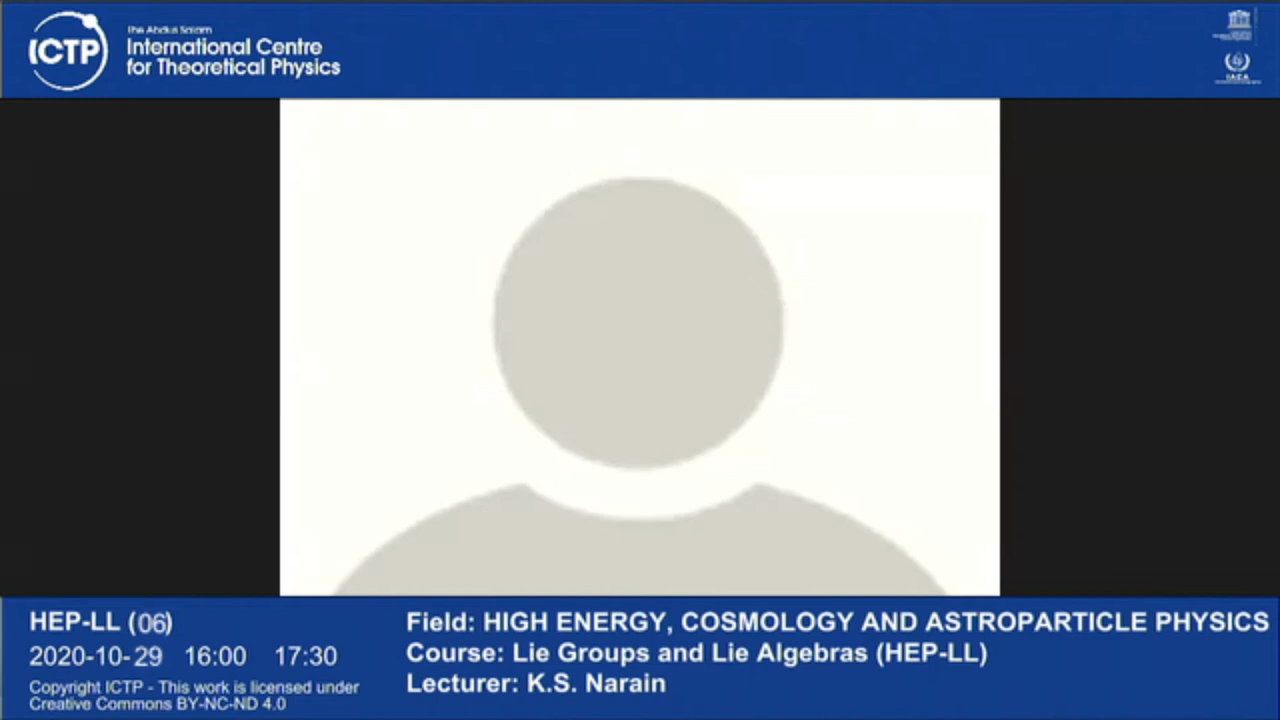 ICTP
The Abdus Salam
International Centre
for Theoretical Physics
IAEA
HEP-LL (06)
2020-10-29 16:00 17:30
Copyright ICTP - This work is licensed under
Creative Commons BY-NC-ND 4.0
Field: HIGH ENERGY, COSMOLOGY AND ASTROPARTICLE PHYSICS
Course: Lie Groups and Lie Algebras (HEP-LL)
Lecturer: K.S. Narain